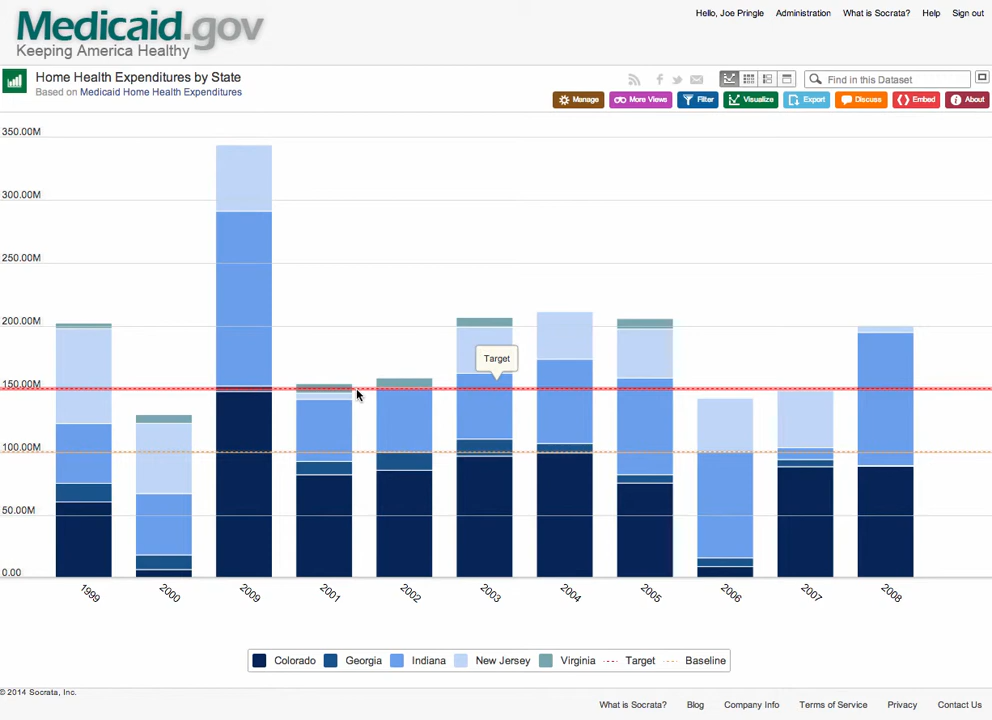 Medicaid.gov
Keeping America Healthy
Hello, Joe Pringle Administration What is Socrata? Help Sign out
Home Health Expenditures by State
Based on Medicaid Home Health Expenditures
Find in this Dataset
Manage More Views Filter Visualize Export Discuss Embed About
350.00M
300.00M
250.00M
200.00M
Target
150.00M
100.00M
50.00M
0.00
1999 2000 2009 2001 2002 2003 2004 2005 2006 2007 2008
Colorado Georgia Indiana New Jersey Virginia Target Baseline
© 2014 Socrata, Inc.
What is Socrata? Blog Company Info Terms of Service Privacy Contact Us